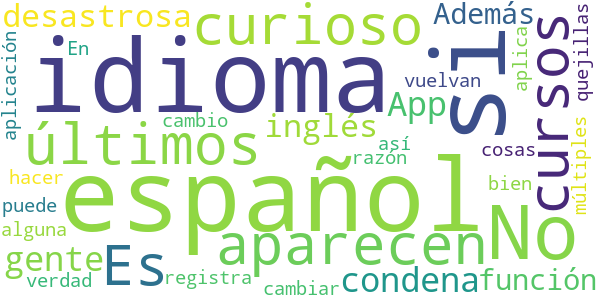 desastrosa
curioso
Además
quejillas
aplicación
En
idioma
si
vuelvan
aplica
cursos
App
cambio
últimos
inglés
así
razón
cosas
múltiples
hacer
español
No
bien
puede
aparecen
alguna
gente
Es
condena
función
verdad
registra
cambiar